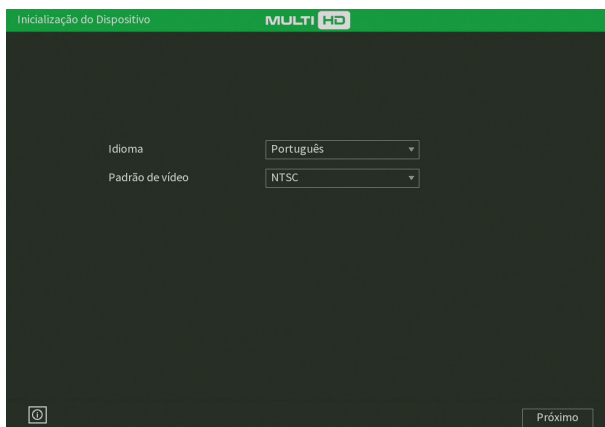 Inicialização do Dispositivo
MULTI HD
Idioma
Português
Padrão de vídeo
NTSC
Próximo